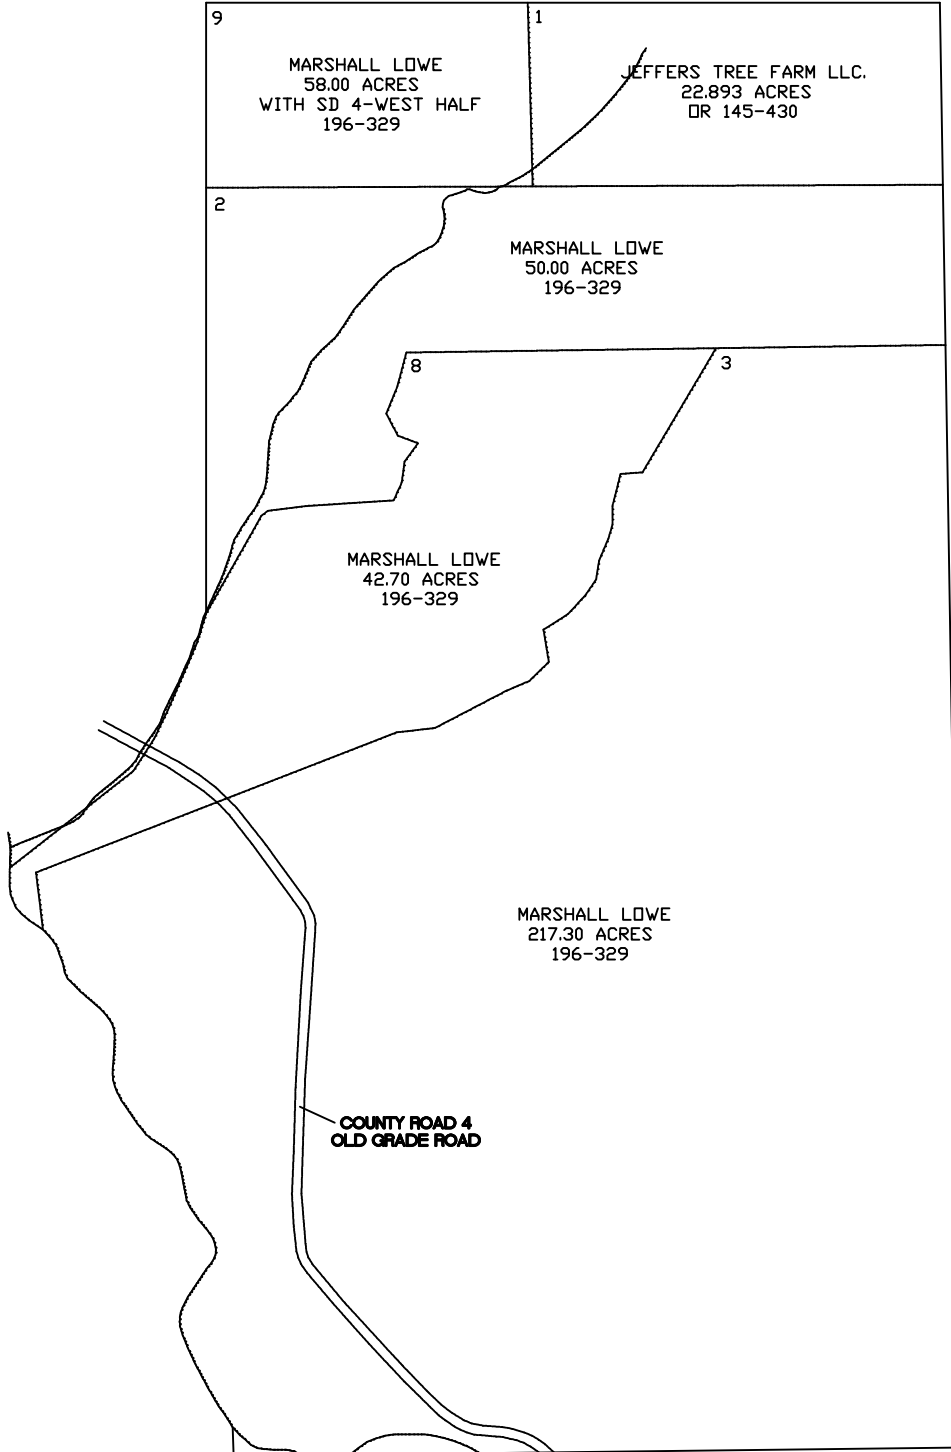 9
MARSHALL LOWE
58.00 ACRES
WITH SD 4-WEST HALF
196-329
1
JEFFERS TREE FARM LLC.
22.893 ACRES
OR 145-430
2
MARSHALL LOWE
50.00 ACRES
196-329
8
3
MARSHALL LOWE
42.70 ACRES
196-329
MARSHALL LOWE
217.30 ACRES
196-329
COUNTY ROAD 4
OLD GRADE ROAD